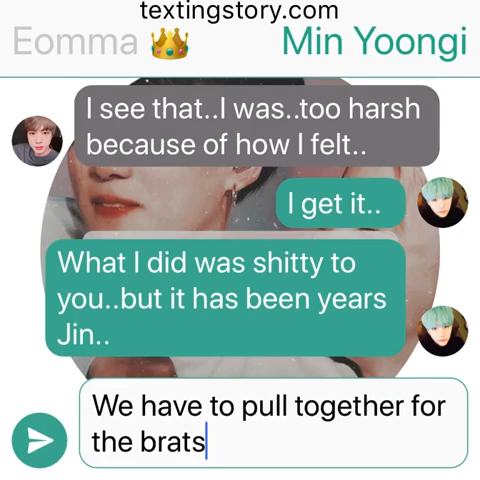 textingstory.com
Eomma 👑 Min Yoongi
I see that..I was..too harsh
because of how I felt..
I get it..
What I did was shitty to
you..but it has been years
Jin..
We have to pull together for
the brats